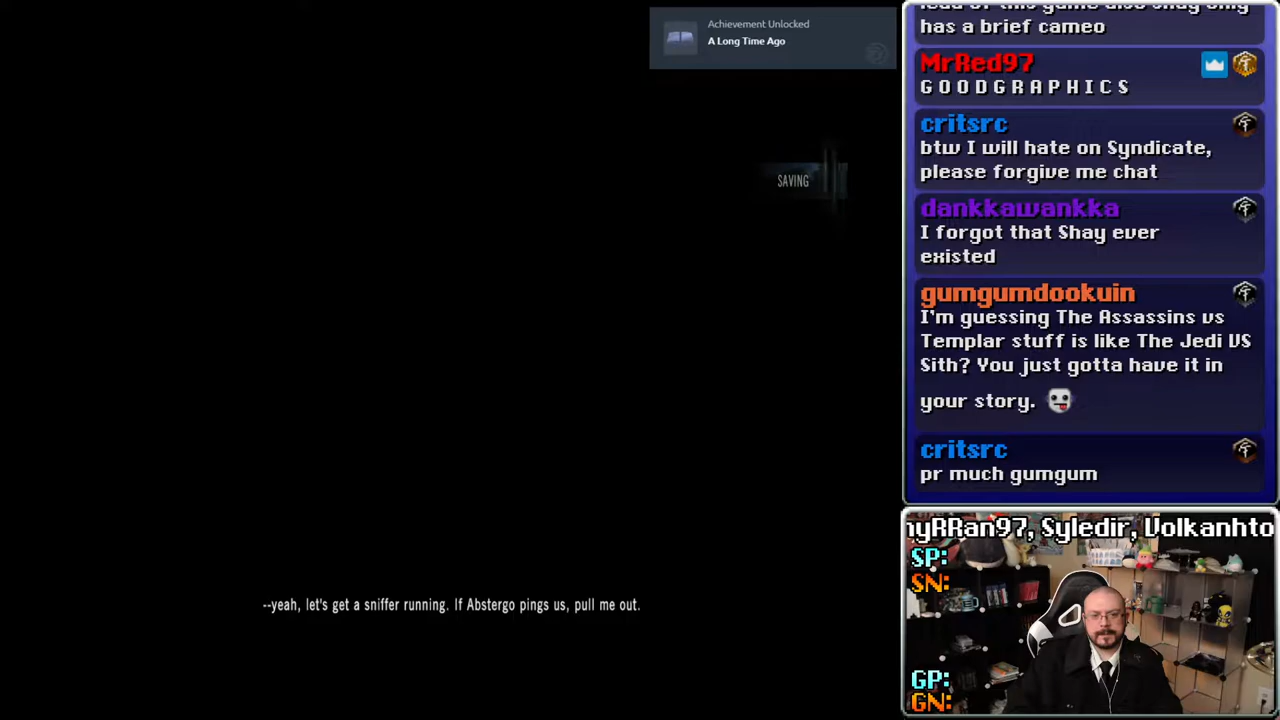 Achievement Unlocked
A Long Time Ago
SAVING
--yeah, let's get a sniffer running. If Abstergo pings us, pull me out.
has a brief cameo
MrRed97
G O O D G R A P H I C S
critsrc
btw I will hate on Syndicate,
please forgive me chat
dankkawankka
I forgot that Shay ever
existed
gumgumdookuin
I'm guessing The Assassins vs
Templar stuff is like The Jedi VS
Sith? You just gotta have it in
your story.
critsrc
pr much gumgum
yRRan97, Syledir, Volkanhto
SP:
SN:
GP:
GN: